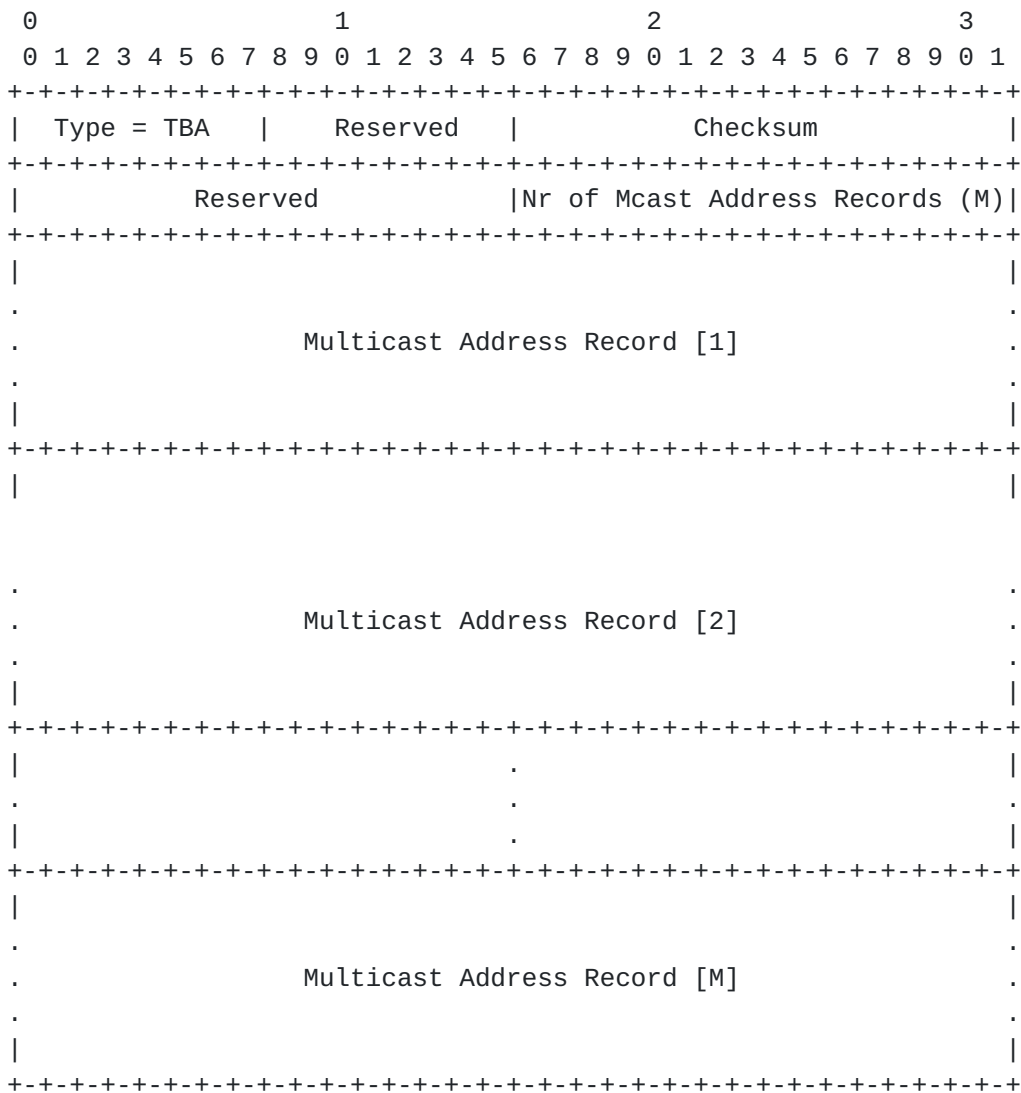 0                   1                   2                   3
 0 1 2 3 4 5 6 7 8 9 0 1 2 3 4 5 6 7 8 9 0 1 2 3 4 5 6 7 8 9 0 1
+-+-+-+-+-+-+-+-+-+-+-+-+-+-+-+-+-+-+-+-+-+-+-+-+-+-+-+-+-+-+-+-+
|  Type = TBA   |    Reserved   |           Checksum            |
+-+-+-+-+-+-+-+-+-+-+-+-+-+-+-+-+-+-+-+-+-+-+-+-+-+-+-+-+-+-+-+-+
|           Reserved            |Nr of Mcast Address Records (M)|
+-+-+-+-+-+-+-+-+-+-+-+-+-+-+-+-+-+-+-+-+-+-+-+-+-+-+-+-+-+-+-+-+
|                                                               |
.                                                               .
.                  Multicast Address Record [1]                 .
.                                                               .
|                                                               |
+-+-+-+-+-+-+-+-+-+-+-+-+-+-+-+-+-+-+-+-+-+-+-+-+-+-+-+-+-+-+-+-+
|                                                               |
.                                                               .
.                  Multicast Address Record [2]                 .
.                                                               .
|                                                               |
+-+-+-+-+-+-+-+-+-+-+-+-+-+-+-+-+-+-+-+-+-+-+-+-+-+-+-+-+-+-+-+-+
|                               .                               |
.                               .                               .
|                               .                               |
+-+-+-+-+-+-+-+-+-+-+-+-+-+-+-+-+-+-+-+-+-+-+-+-+-+-+-+-+-+-+-+-+
|                                                               |
.                                                               .
.                  Multicast Address Record [M]                 .
.                                                               .
|                                                               |
+-+-+-+-+-+-+-+-+-+-+-+-+-+-+-+-+-+-+-+-+-+-+-+-+-+-+-+-+-+-+-+-+